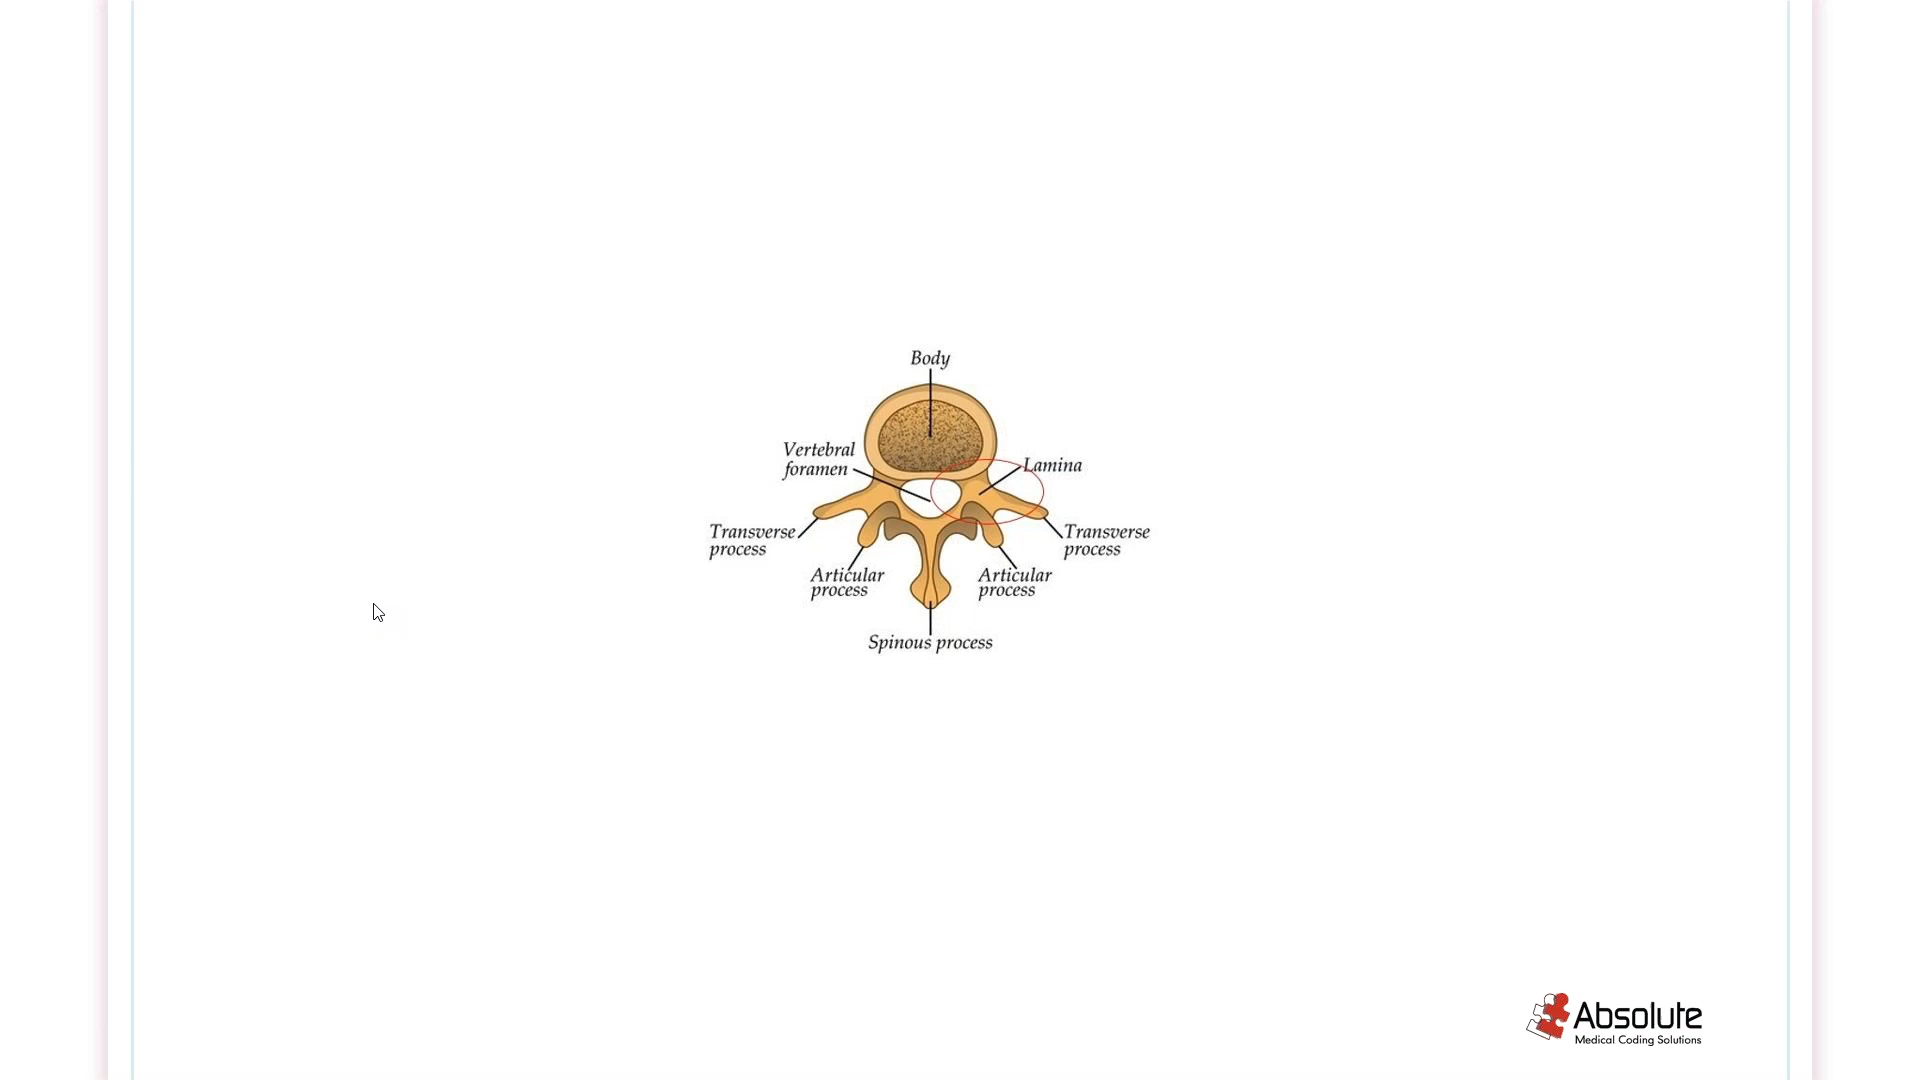 Body
Vertebral
foramen
Lamina
Transverse
process
Transverse
process
Articular
process
Articular
process
Spinous process
Absolute
Medical Coding Solutions